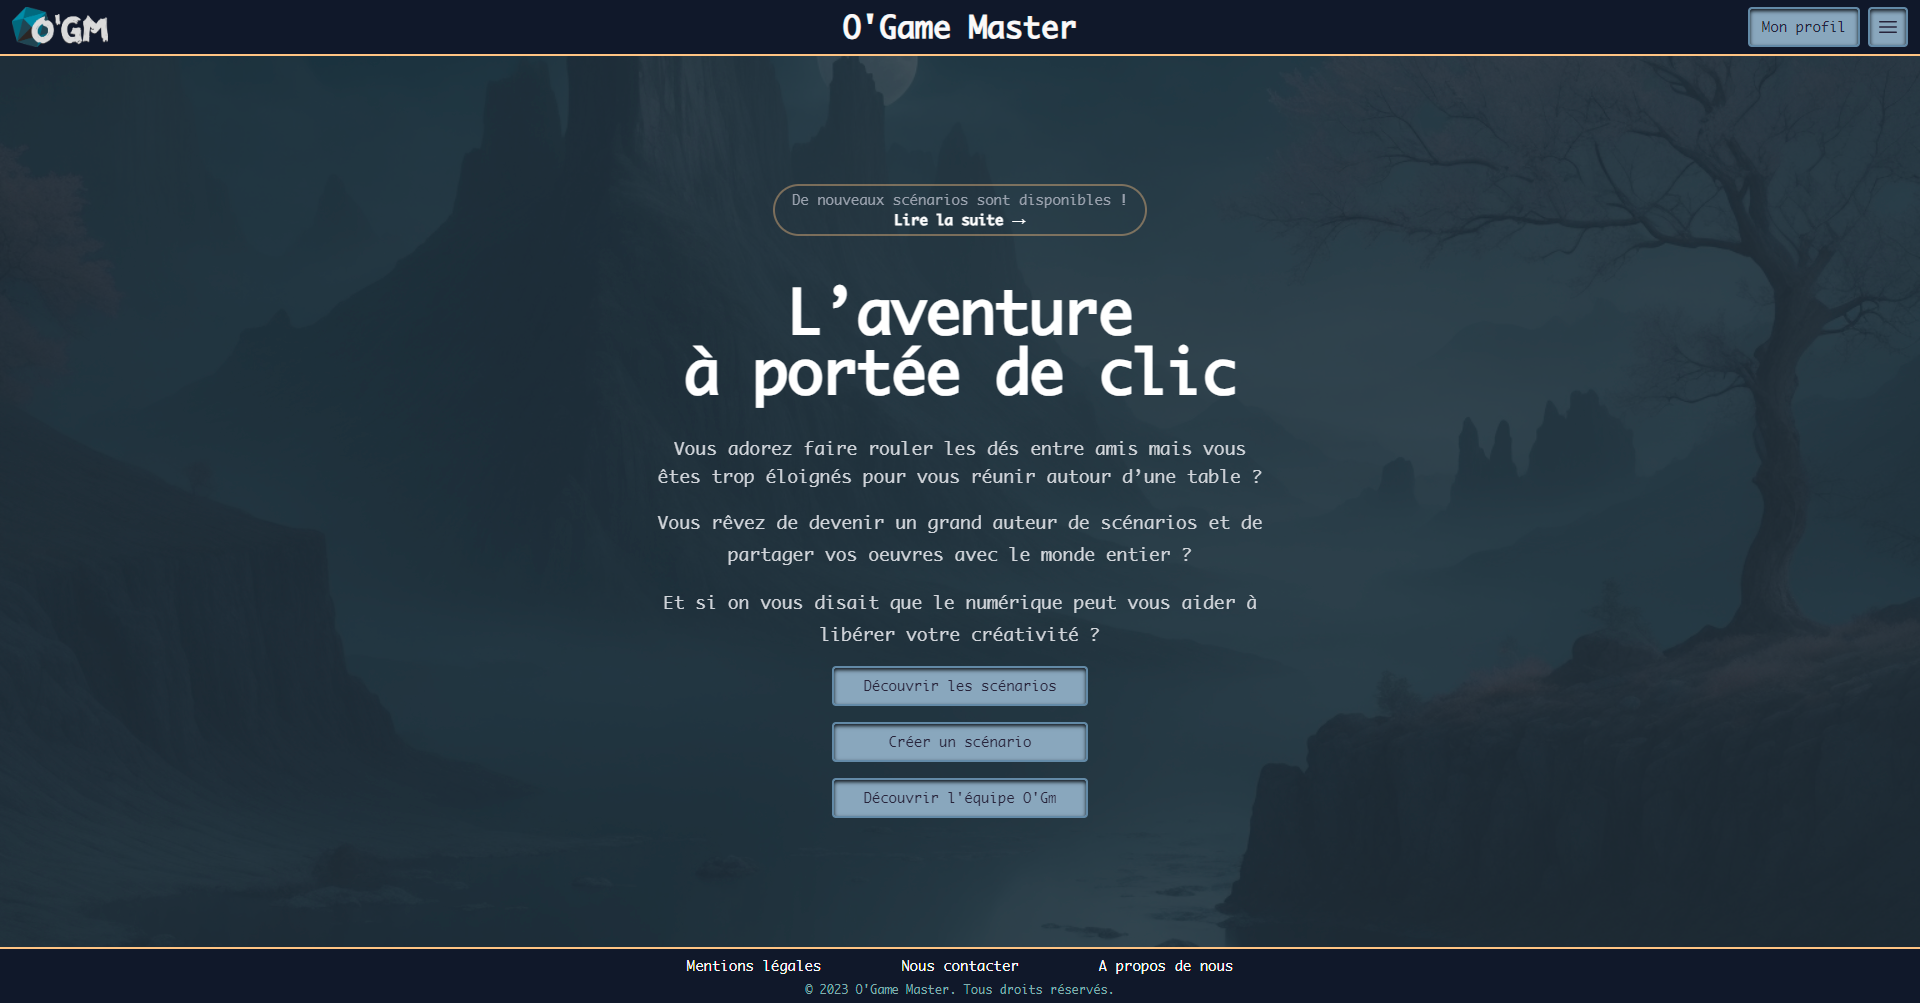 O'GM
O'Game Master
Mon profil
De nouveaux scénarios sont disponibles !
Lire la suite →
L’aventure
à portée de clic
Vous adorez faire rouler les dés entre amis mais vous
êtes trop éloignés pour vous réunir autour d’une table ?
Vous rêvez de devenir un grand auteur de scénarios et de
partager vos oeuvres avec le monde entier ?
Et si on vous disait que le numérique peut vous aider à
libérer votre créativité ?
Découvrir les scénarios
Créer un scénario
Découvrir l'équipe O'Gm
Mentions légales
Nous contacter
A propos de nous
© 2023 O'Game Master. Tous droits réservés.